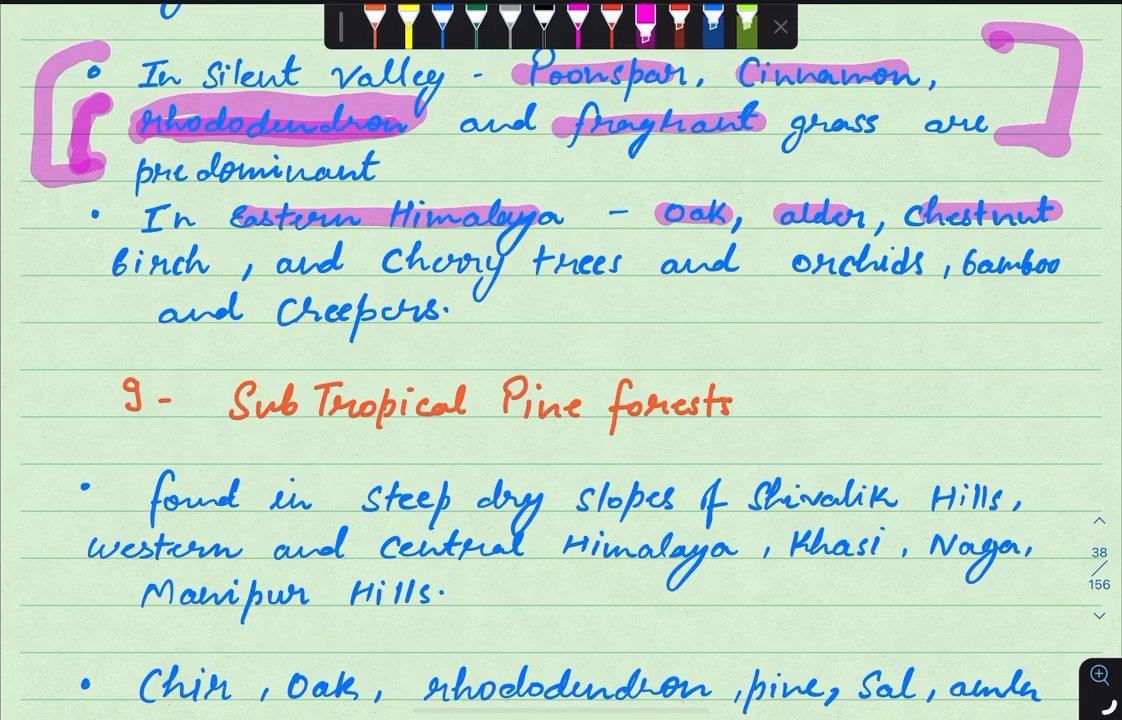 • In Silent Valley - Poonspar, Cinnamon,
rhododendron and fraghant grass are
predominant
• In Eastern Himalaya - Oak, alder, Chestnut
birch, and Cherry trees and orchids, bamboo
and Creepers.
9- Sub Tropical Pine forests
• found in steep dry slopes of Shivalik Hills,
western and central Himalaya, Khasi, Naga,
Manipur Hills.
38
156
• Chir, Oak, rhododendron, pine, Sal, amla